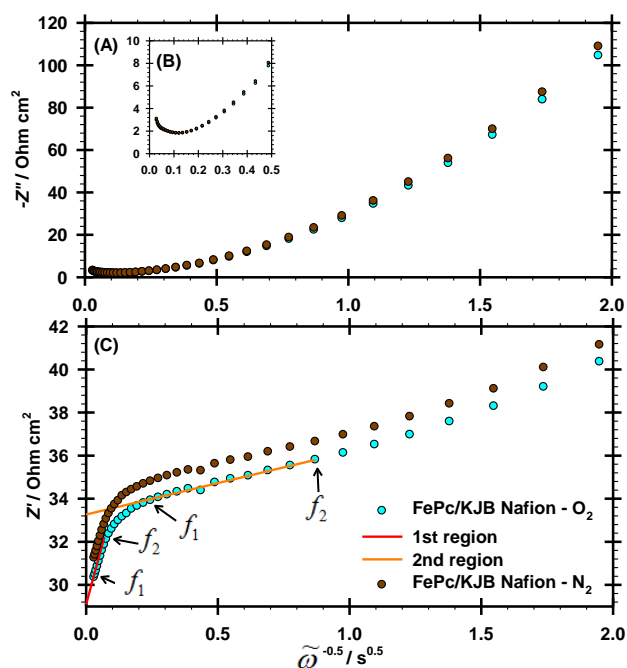 (A)
(B)
120
100
80
60
40
20
0
-Z'' / Ohm cm²
10
8
6
4
2
0
0.0 0.1 0.2 0.3 0.4 0.5
0.0 0.5 1.0 1.5 2.0
(C)
42
40
38
36
34
32
30
Z' / Ohm cm²
f₁
f₂
f₁
f₂
FePc/KJB Nafion - O₂
1st region
2nd region
FePc/KJB Nafion - N₂
0.0 0.5 1.0 1.5 2.0
ω̃ ⁻⁰·⁵ / s⁰·⁵